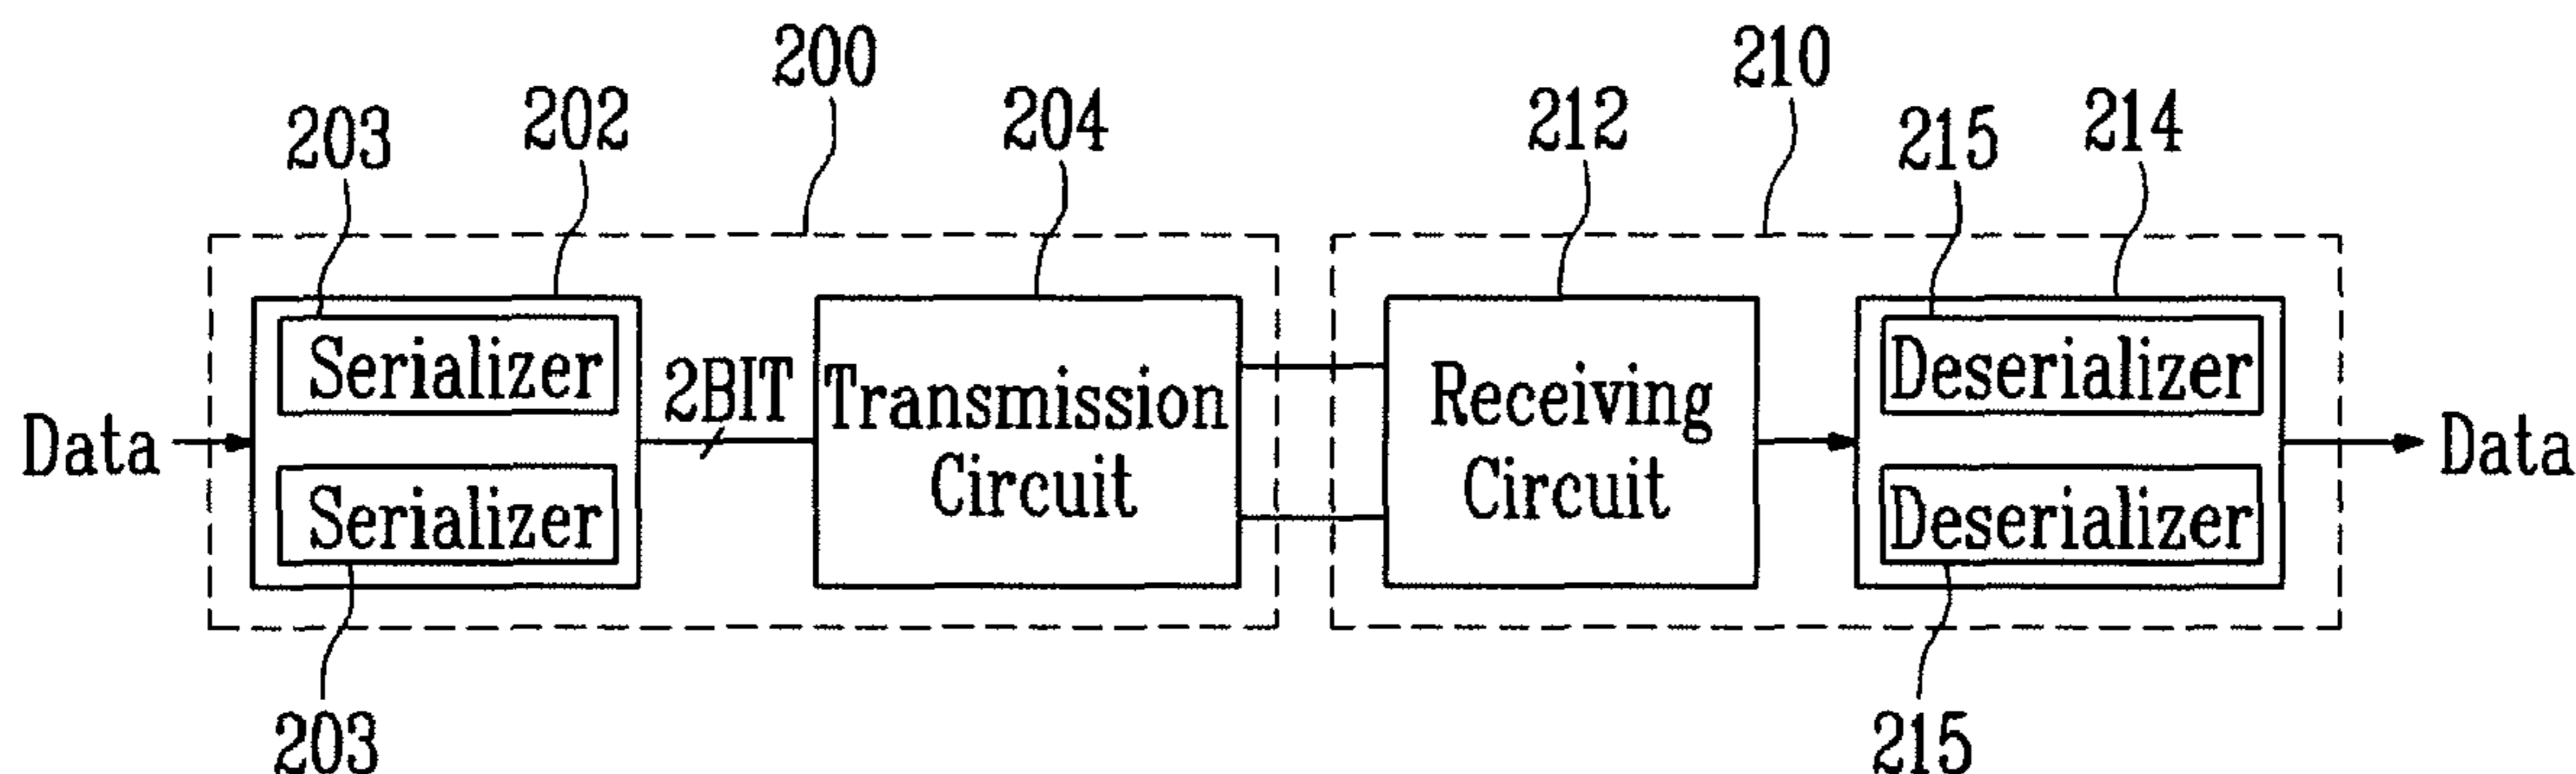 200
210
203
202
204
212
215
214
Data
Serializer
Serializer
2BIT
Transmission
Circuit
Receiving
Circuit
Deserializer
Deserializer
Data
203
215